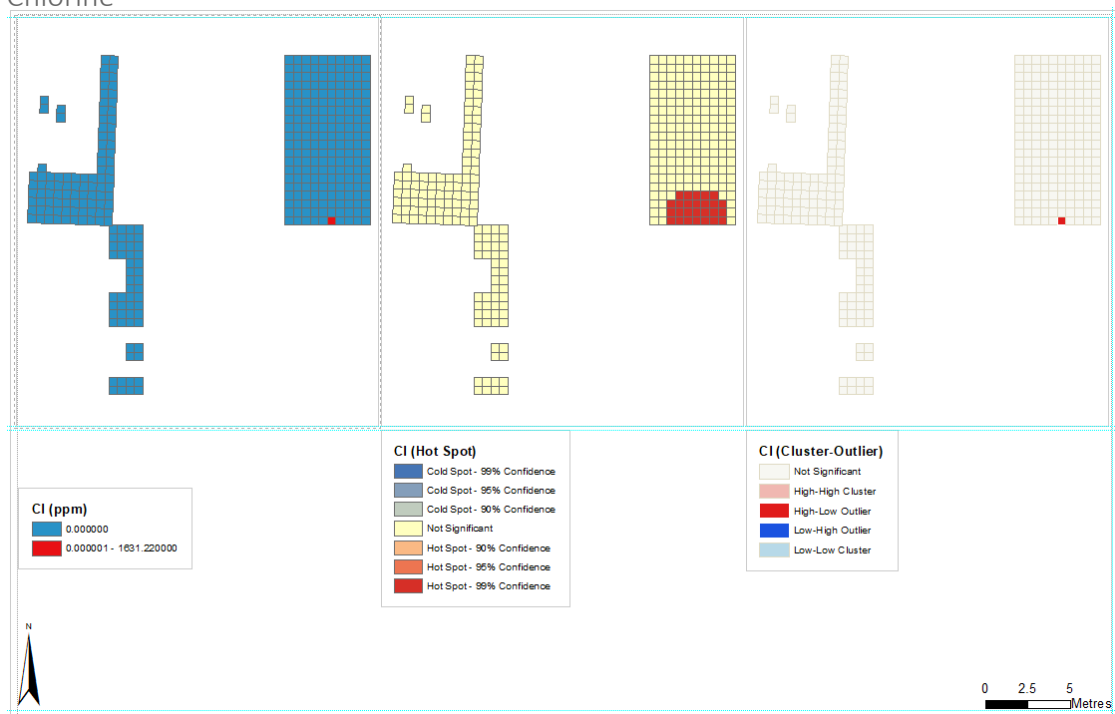 Chlorine
Cl (ppm)
0.000000
0.000001 - 1631.220000
Cl (Hot Spot)
Cold Spot - 99% Confidence
Cold Spot - 95% Confidence
Cold Spot - 90% Confidence
Not Significant
Hot Spot - 90% Confidence
Hot Spot - 95% Confidence
Hot Spot - 99% Confidence
Cl (Cluster-Outlier)
Not Significant
High-High Cluster
High-Low Outlier
Low-High Outlier
Low-Low Cluster
N
0 2.5 5
Metres